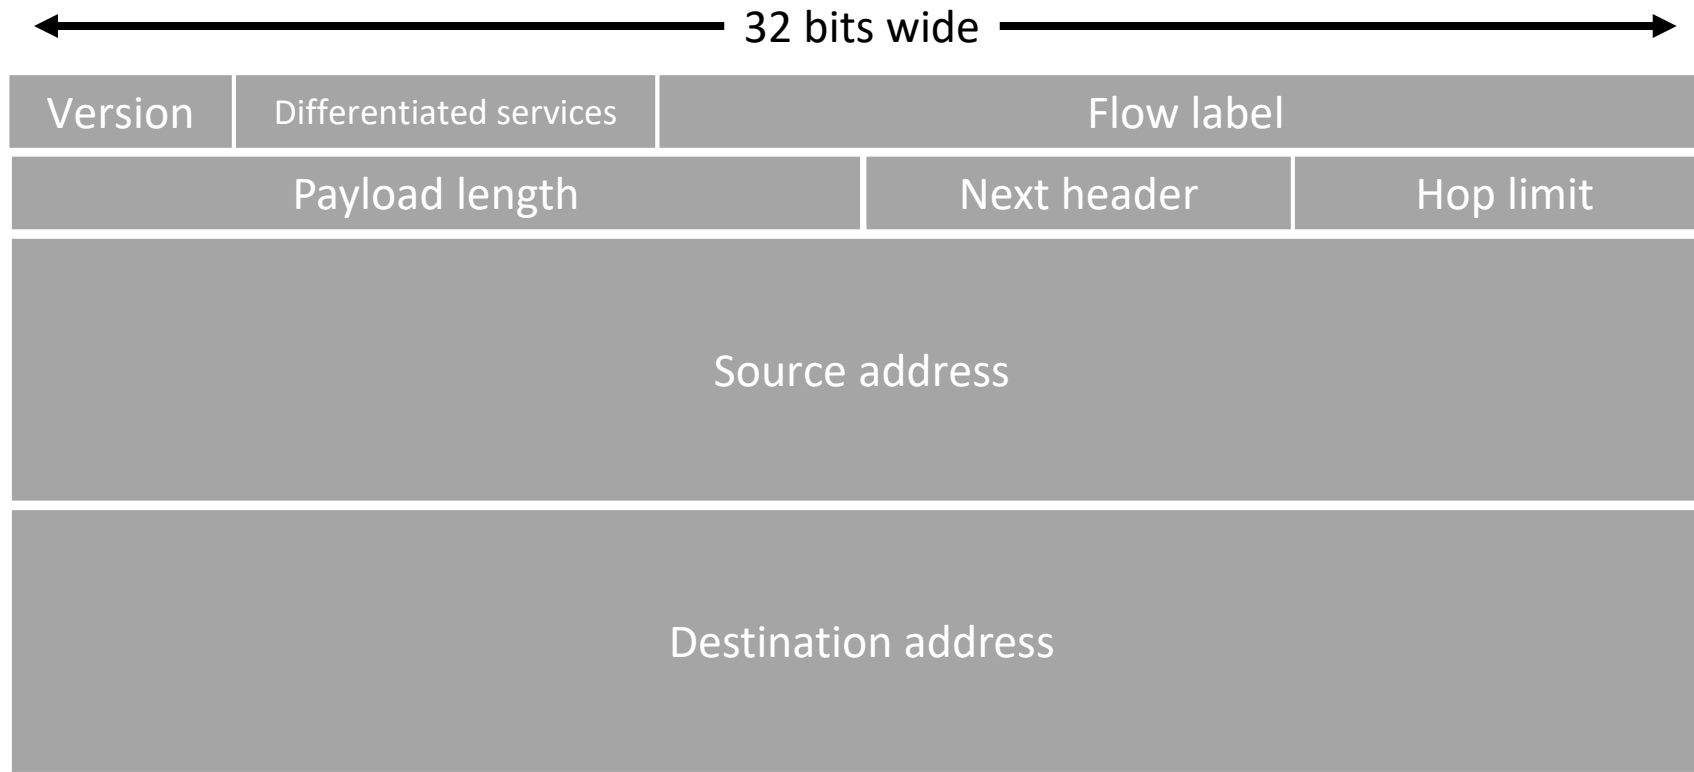 32 bits wide
Version Differentiated services Flow label
Payload length Next header Hop limit
Source address
Destination address